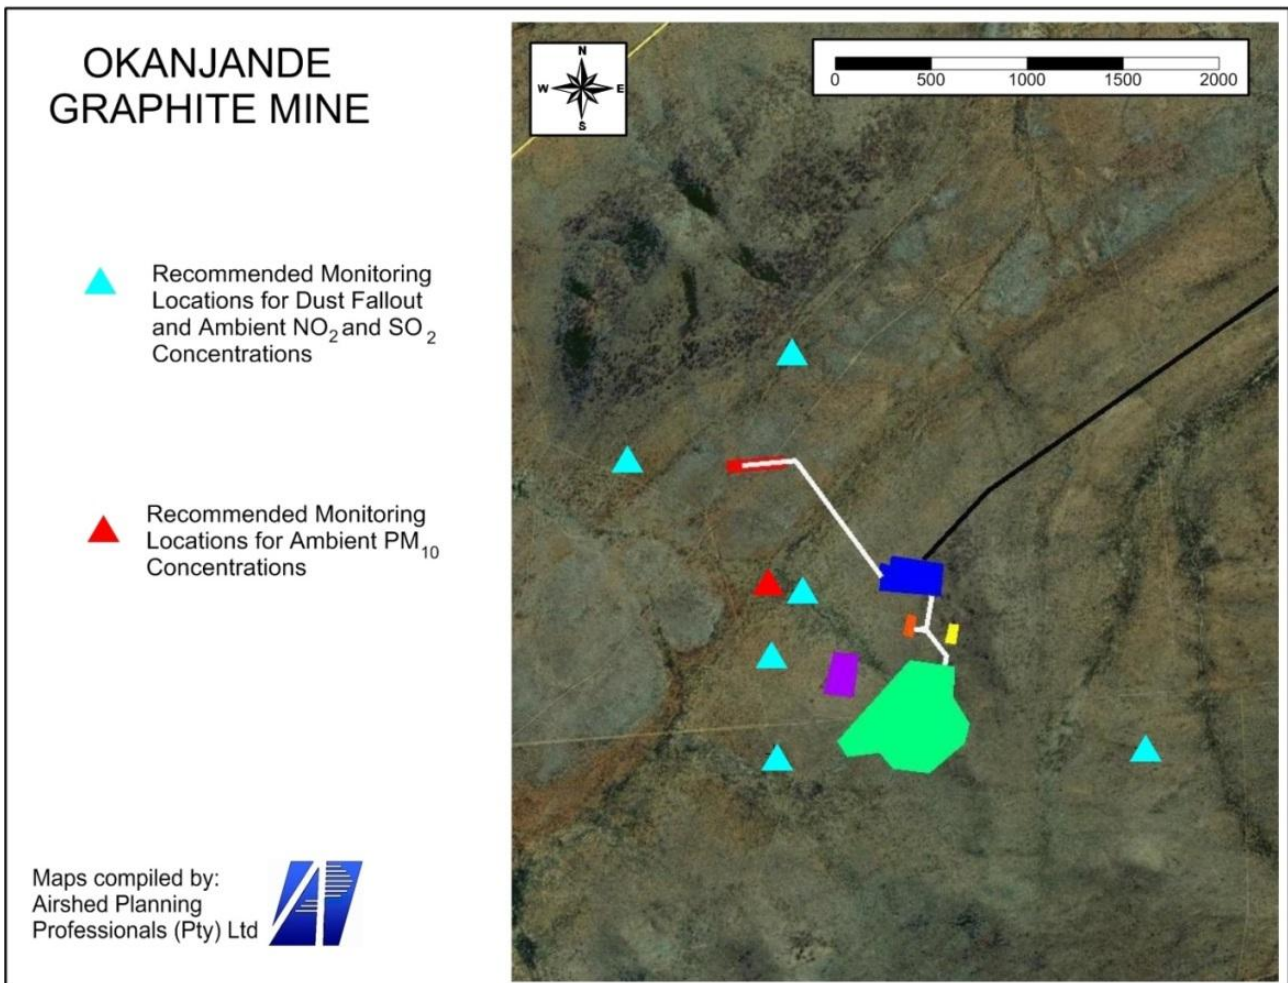 OKANJANDE
GRAPHITE MINE
N
W E
S
0 500 1000 1500 2000
Recommended Monitoring
Locations for Dust Fallout
and Ambient NO₂ and SO₂
Concentrations
Recommended Monitoring
Locations for Ambient PM₁₀
Concentrations
Maps compiled by:
Airshed Planning
Professionals (Pty) Ltd